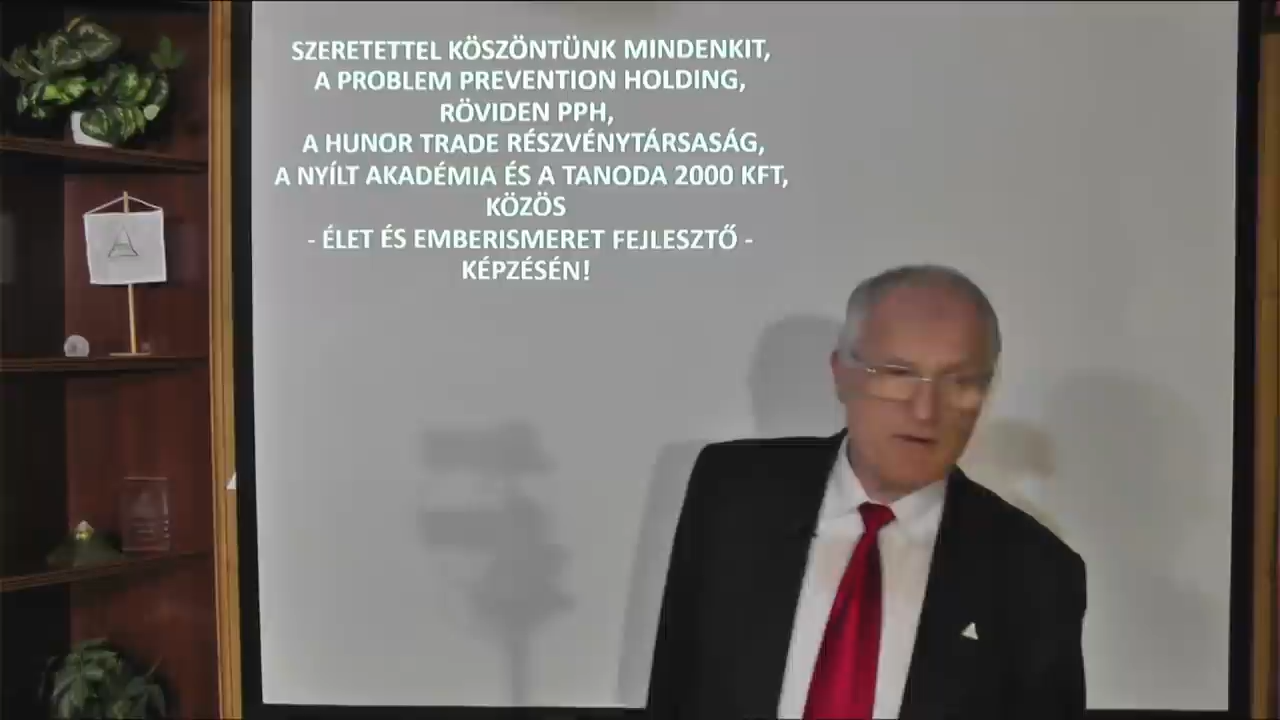 SZERETETTEL KÖSZÖNTÜNK MINDENKIT,
A PROBLEM PREVENTION HOLDING,
RÖVIDEN PPH,
A HUNOR TRADE RÉSZVÉNYTÁRSASÁG,
A NYÍLT AKADÉMIA ÉS A TANODA 2000 KFT,
KÖZÖS
- ÉLET ÉS EMBERISMERET FEJLESZTŐ -
KÉPZÉSÉN!